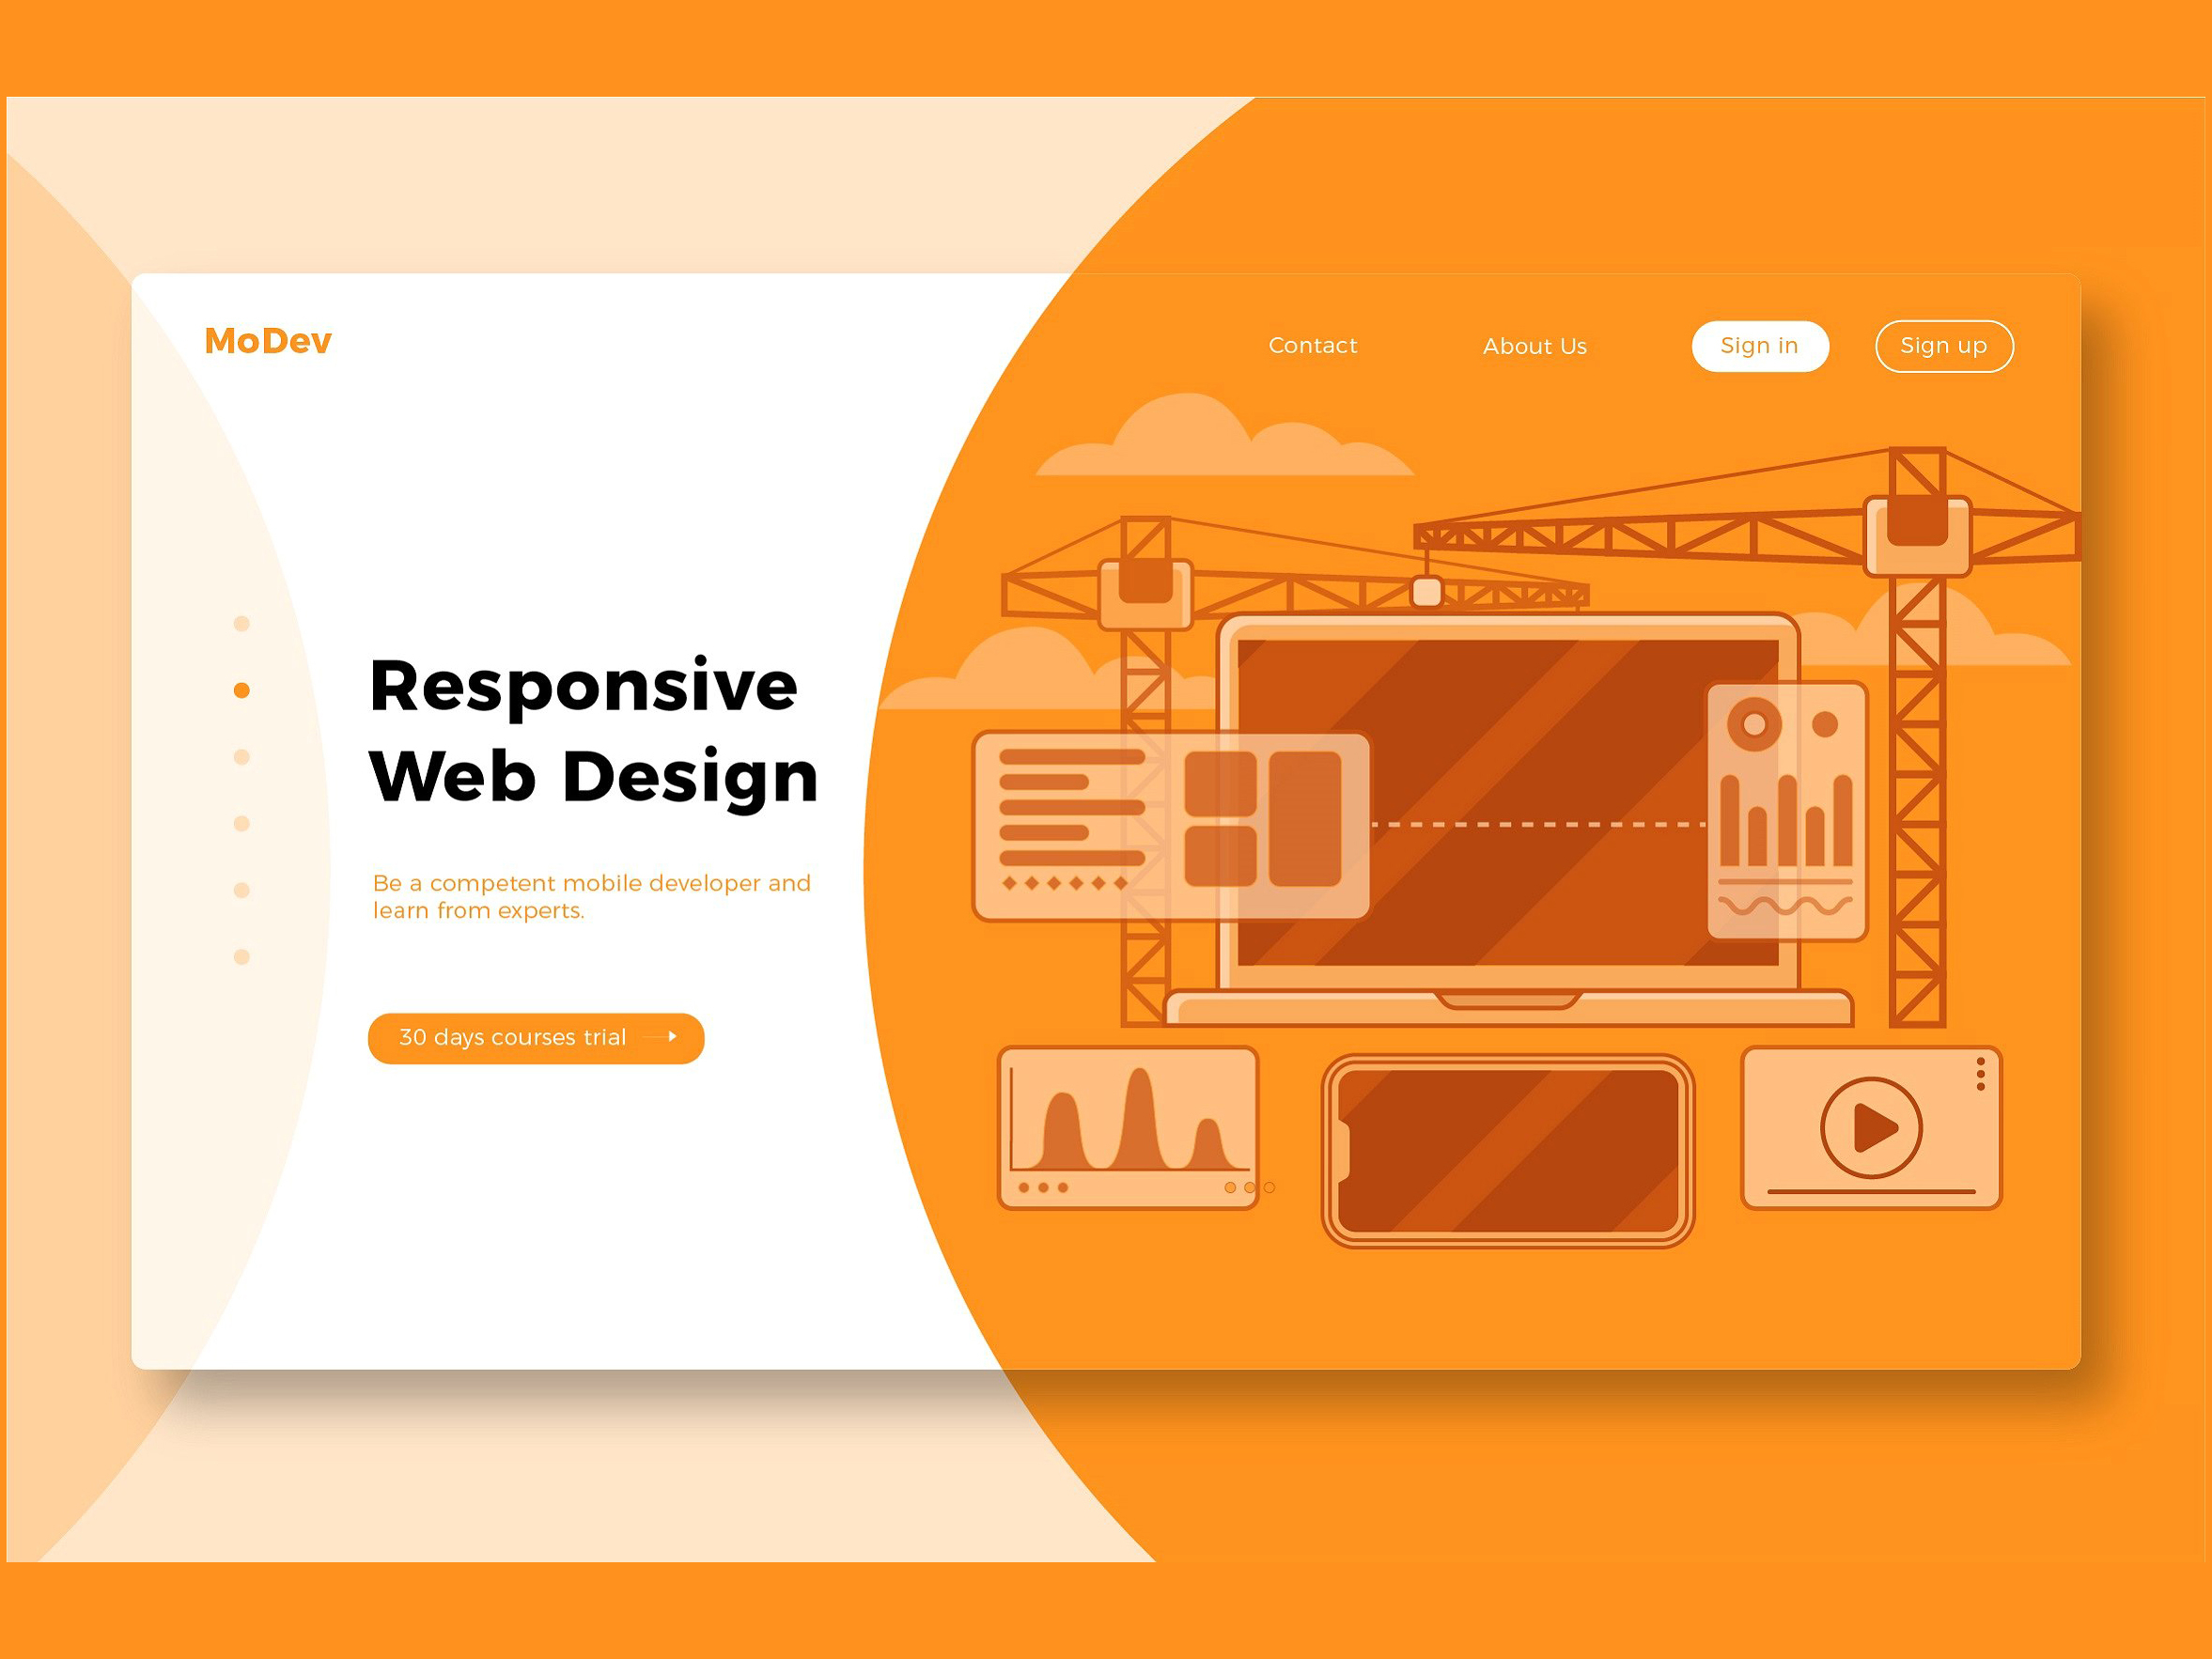 MoDev
Contact
About Us
Sign in
Sign up
Responsive
Web Design
Be a competent mobile developer and
learn from experts.
30 days courses trial